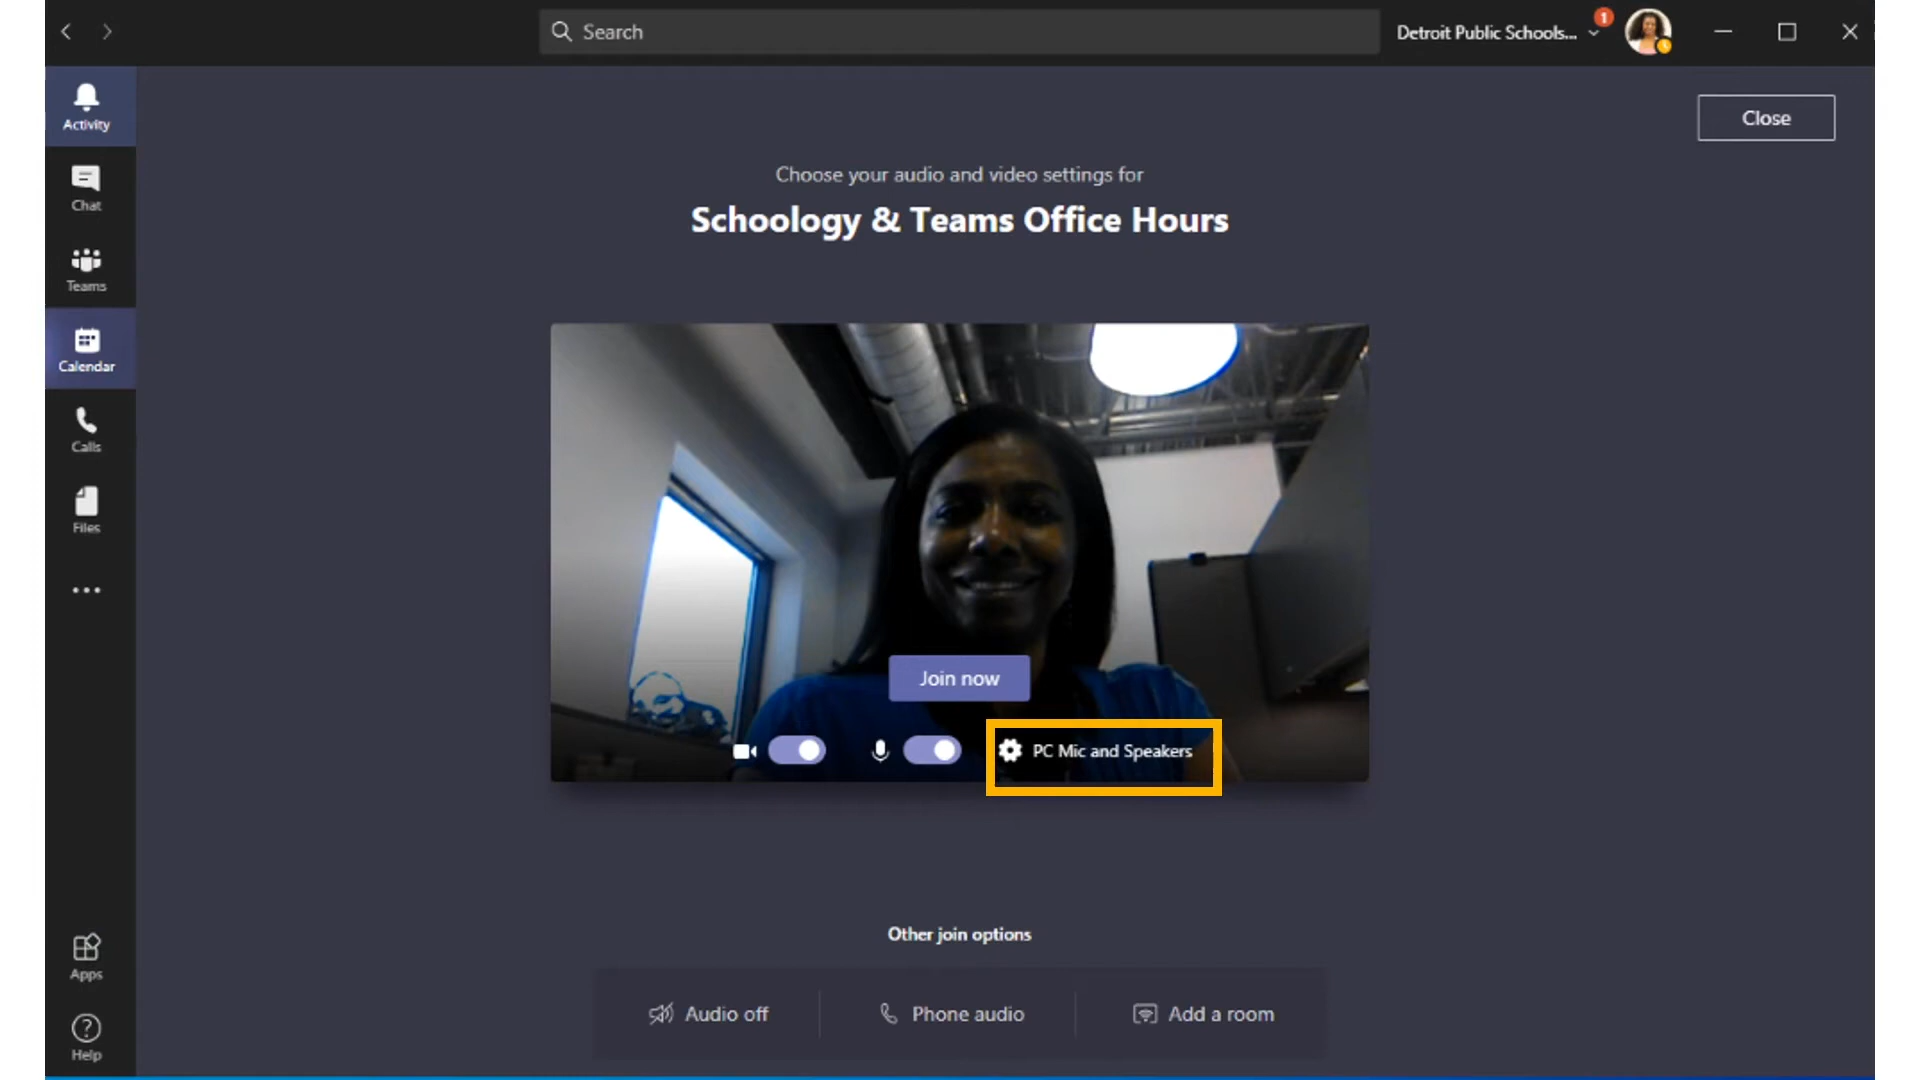 Search
Detroit Public Schools...
1
Activity
Chat
Teams
Calendar
Calls
Files
Apps
Help
Close
Choose your audio and video settings for
Schoology & Teams Office Hours
Join now
PC Mic and Speakers
Other join options
Audio off
Phone audio
Add a room